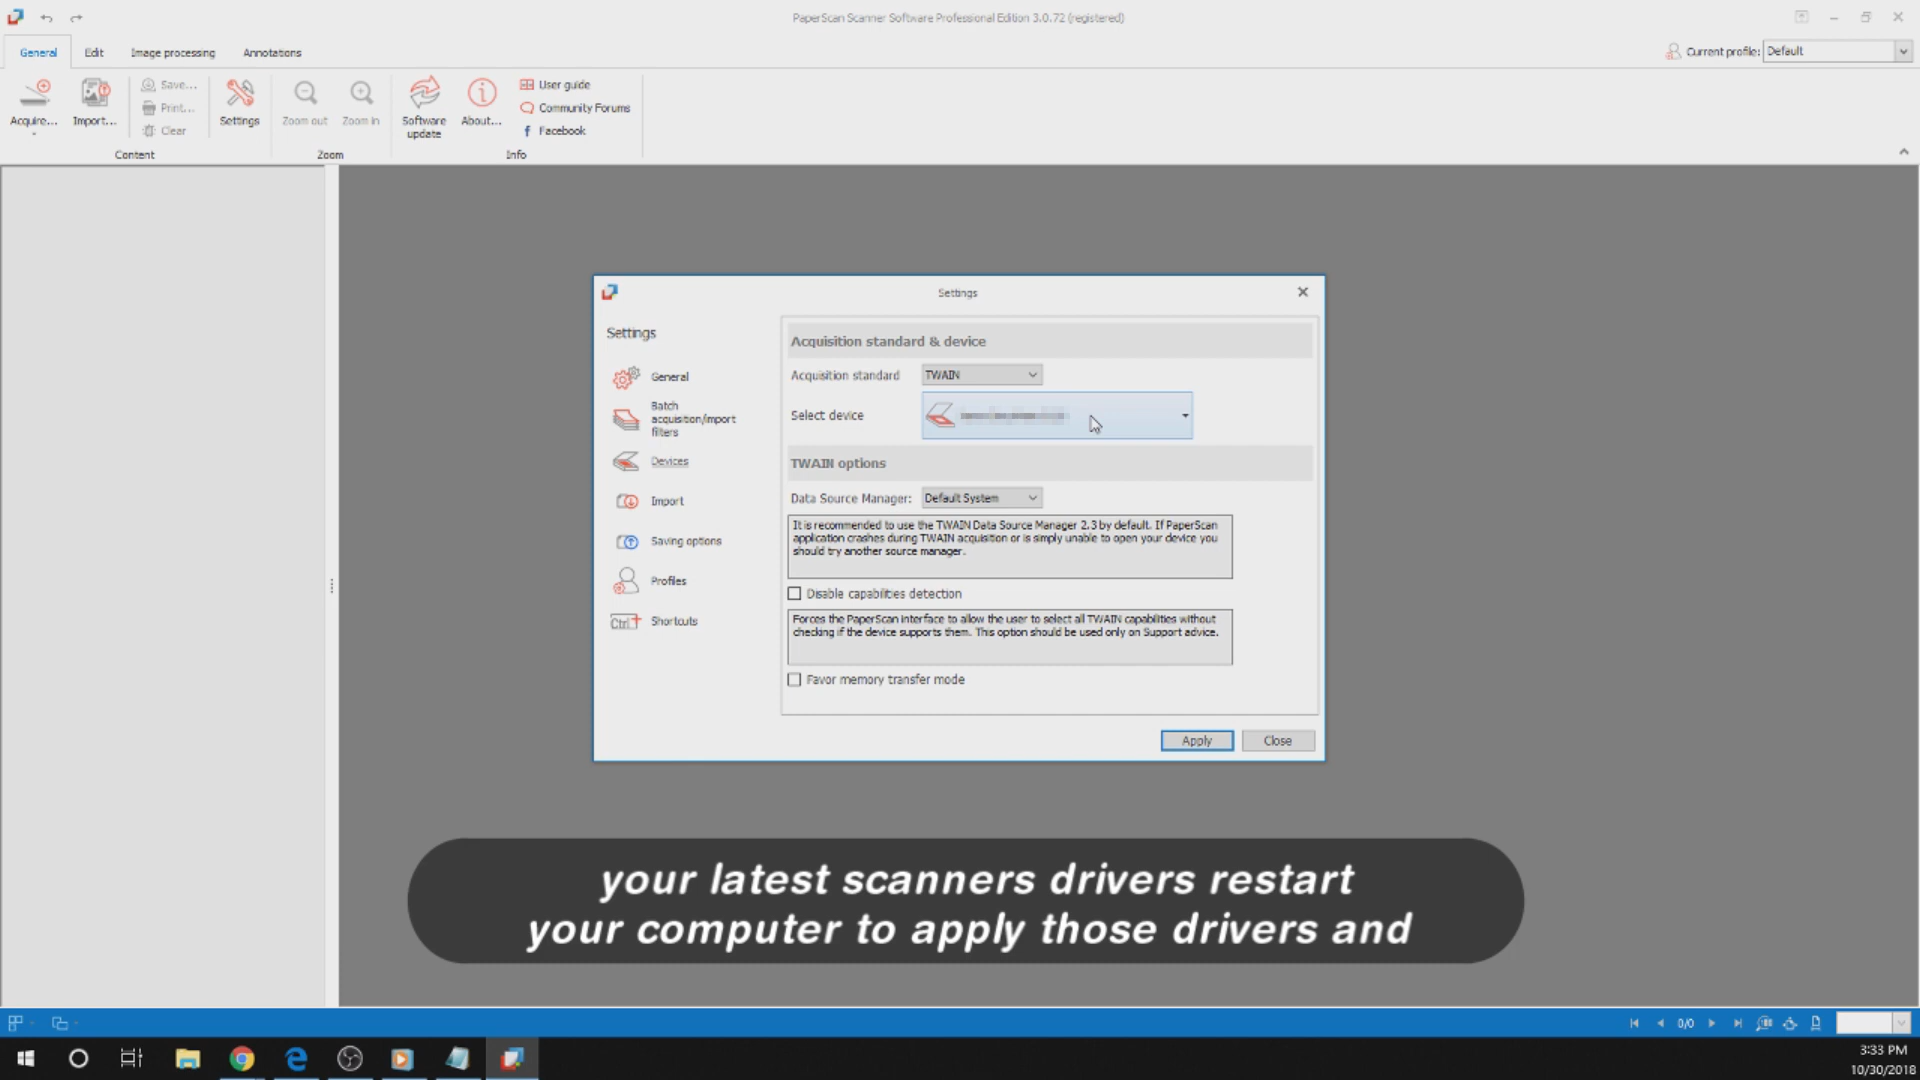 PaperScan Scanner Software Professional Edition 3.0.72 (registered)
General
Edit
Image processing
Annotations
Current profile:
Default
Acquire...
Import...
Save...
Print...
Clear
Settings
Zoom out
Zoom in
Software
update
About...
User guide
Community Forums
Facebook
Content
Zoom
Info
Settings
Settings
General
Batch
acquisition/import
filters
Devices
Import
Saving options
Profiles
Ctrl+
Shortcuts
Acquisition standard & device
Acquisition standard
TWAIN
Select device
TWAIN options
Data Source Manager:
Default System
It is recommended to use the TWAIN Data Source Manager 2.3 by default. If PaperScan
application crashes during TWAIN acquisition or is simply unable to open your device you
should try another source manager.
Disable capabilities detection
Forces the PaperScan interface to allow the user to select all TWAIN capabilities without
checking if the device supports them. This option should be used only on Support advice.
Favor memory transfer mode
Apply
Close
your latest scanners drivers restart
your computer to apply those drivers and
0/0
3:33 PM
10/30/2018